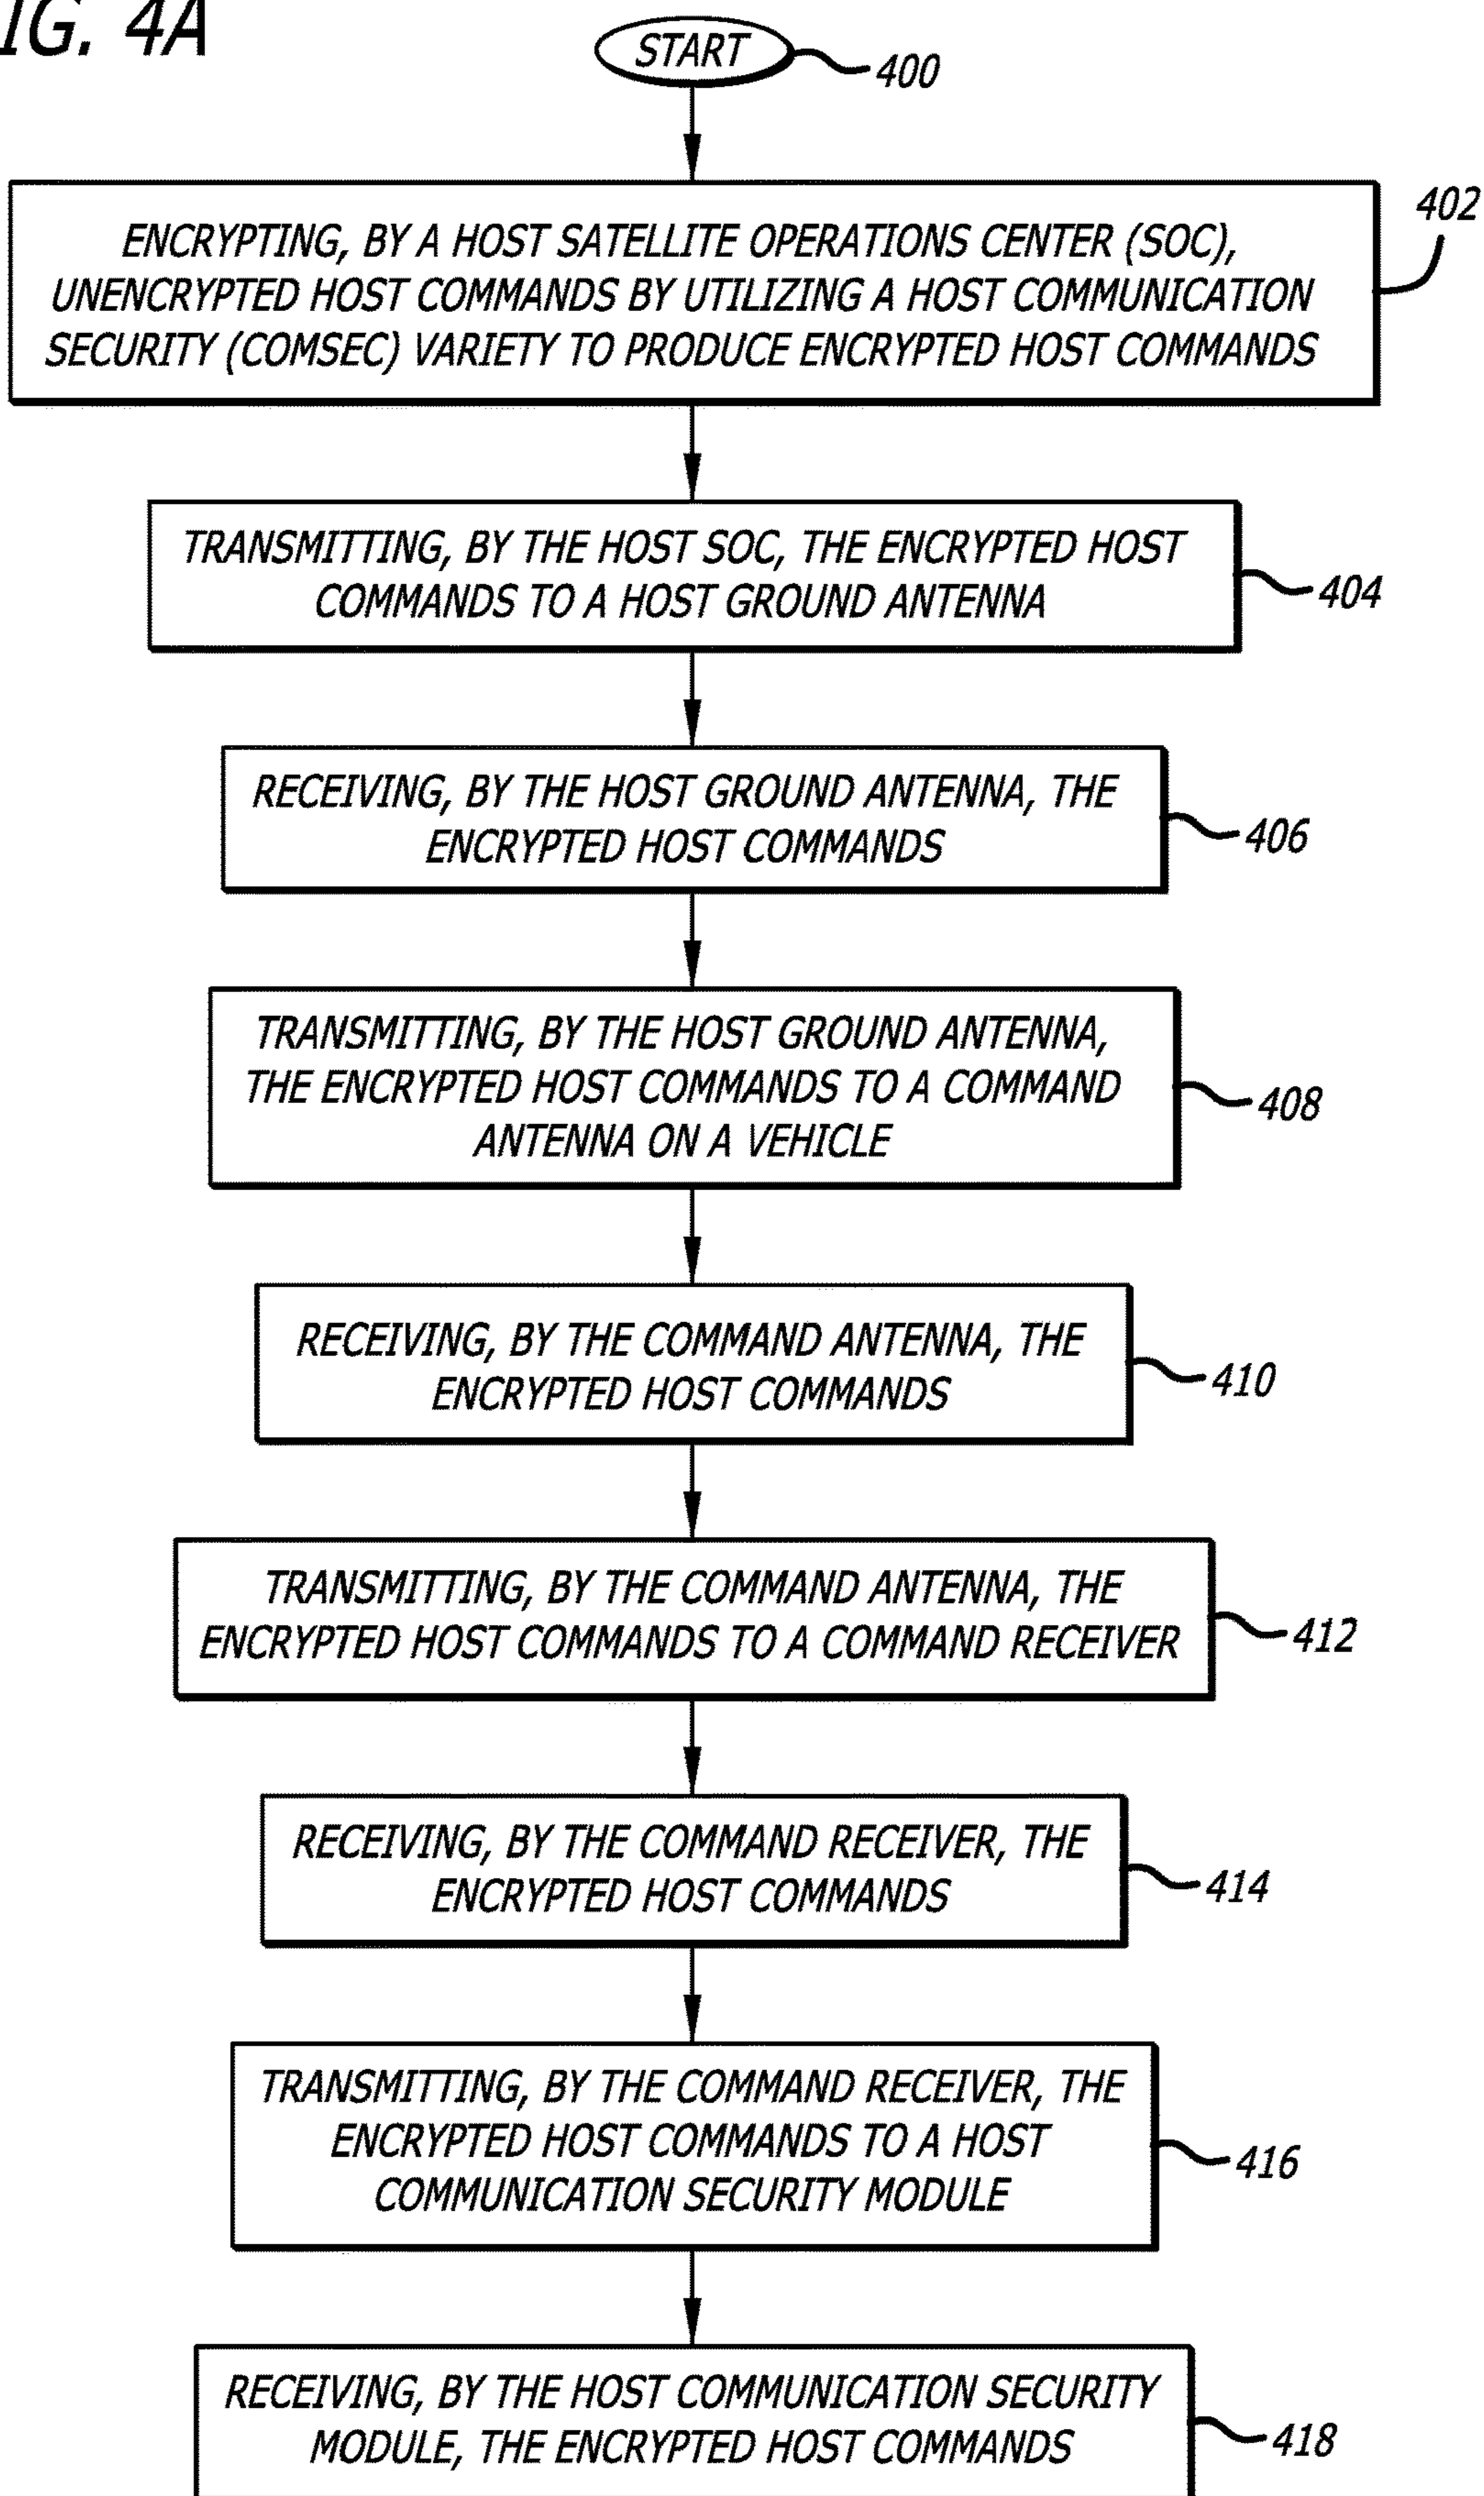 IG. 4A
START
400
402
ENCRYPTING, BY A HOST SATELLITE OPERATIONS CENTER (SOC),
UNENCRYPTED HOST COMMANDS BY UTILIZING A HOST COMMUNICATION
SECURITY (COMSEC) VARIETY TO PRODUCE ENCRYPTED HOST COMMANDS
TRANSMITTING, BY THE HOST SOC, THE ENCRYPTED HOST
COMMANDS TO A HOST GROUND ANTENNA
404
RECEIVING, BY THE HOST GROUND ANTENNA, THE
ENCRYPTED HOST COMMANDS
406
TRANSMITTING, BY THE HOST GROUND ANTENNA,
THE ENCRYPTED HOST COMMANDS TO A COMMAND
ANTENNA ON A VEHICLE
408
RECEIVING, BY THE COMMAND ANTENNA, THE
ENCRYPTED HOST COMMANDS
410
TRANSMITTING, BY THE COMMAND ANTENNA, THE
ENCRYPTED HOST COMMANDS TO A COMMAND RECEIVER
412
RECEIVING, BY THE COMMAND RECEIVER, THE
ENCRYPTED HOST COMMANDS
414
TRANSMITTING, BY THE COMMAND RECEIVER, THE
ENCRYPTED HOST COMMANDS TO A HOST
COMMUNICATION SECURITY MODULE
416
RECEIVING, BY THE HOST COMMUNICATION SECURITY
MODULE, THE ENCRYPTED HOST COMMANDS
418